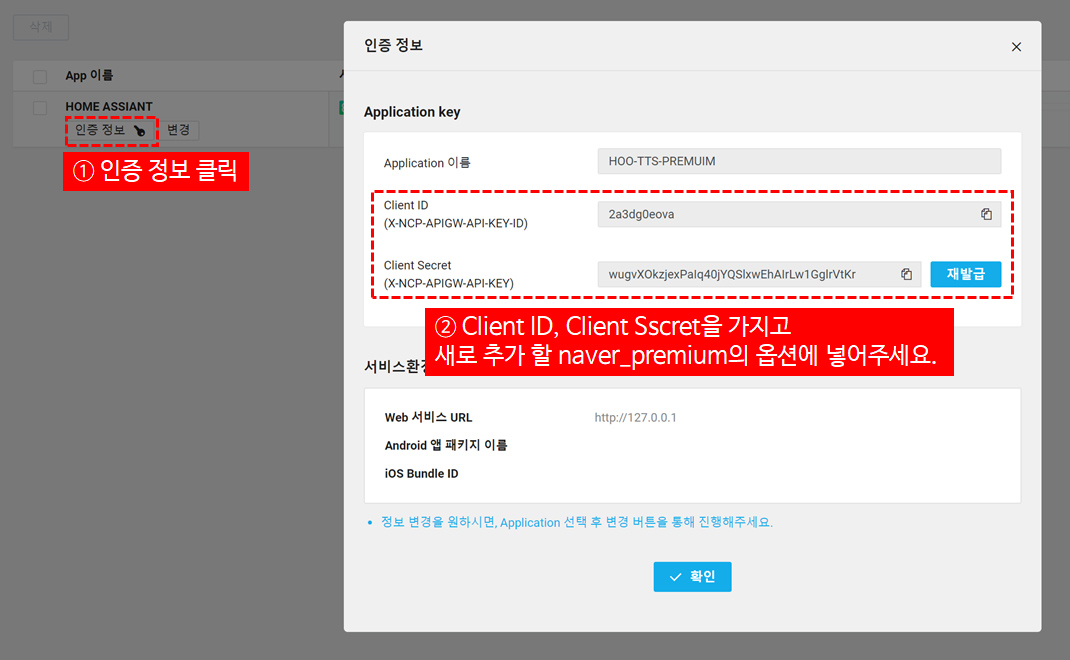 삭제
App 이름
HOME ASSIANT
인증 정보
변경
① 인증 정보 클릭
인증 정보
Application key
Application 이름
HOO-TTS-PREMUIM
Client ID
(X-NCP-APIGW-API-KEY-ID)
2a3dg0eova
Client Secret
(X-NCP-APIGW-API-KEY)
wugvXOkzjexPaIq40jYQSlxwEhAIrLw1GglrVtKr
재발급
② Client ID, Client Sscret을 가지고
새로 추가 할 naver_premium의 옵션에 넣어주세요.
Web 서비스 URL
http://127.0.0.1
Android 앱 패키지 이름
iOS Bundle ID
정보 변경을 원하시면, Application 선택 후 변경 버튼을 통해 진행해주세요.
확인